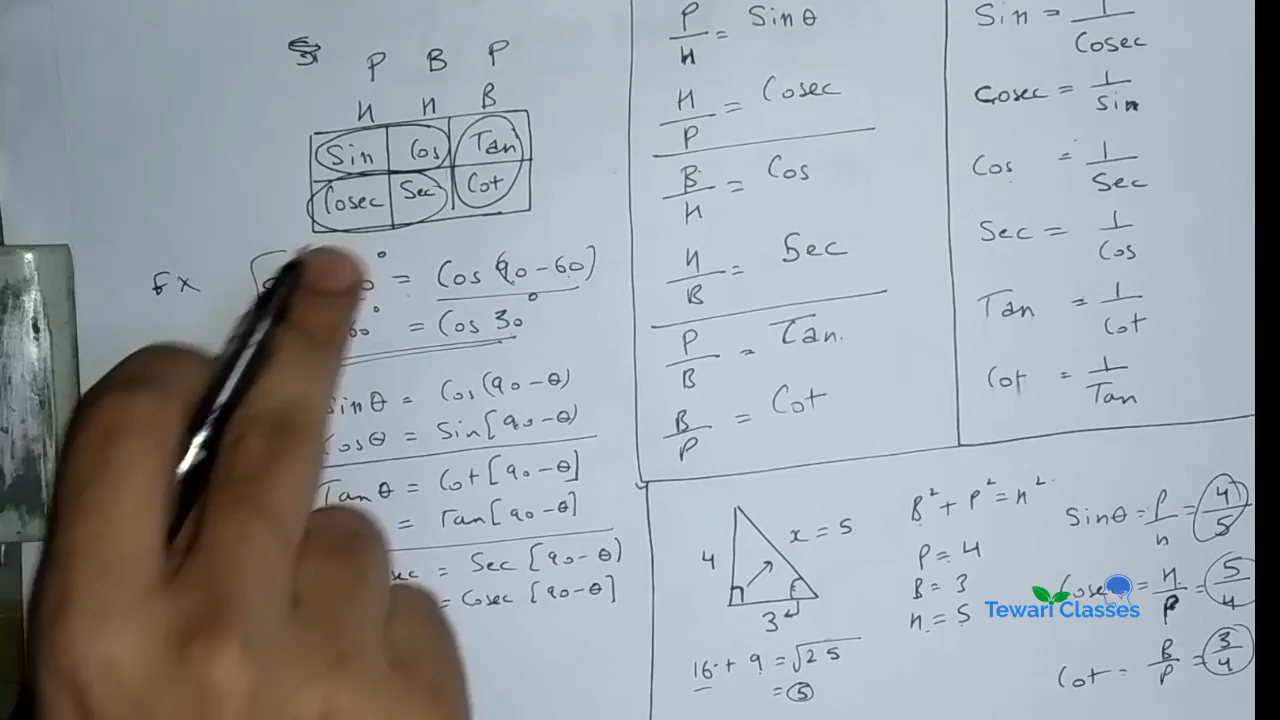 P B P
H H B
Sin Cos Tan
Cosec Sec Cot
Ex
° = Cos (90-60)
60° = Cos 30°
Sinθ = Cos(90-θ)
Cosθ = Sin[90-θ)
Tanθ = Cot[90-θ]
= Tan[90-θ]
sec = Sec [90-θ)
= Cosec [90-θ]
P/H = Sinθ
H/P = Cosec
B/H = Cos
H/B = Sec
P/B = Tan.
B/P = Cot
Sin = 1/Cosec
Cosec = 1/Sin
Cos = 1/Sec
Sec = 1/Cos
Tan = 1/Cot
Cot = 1/Tan
4
x = 5
3
16 + 9 = √25
= 5
B² + P² = H²
P = 4
B = 3
H = 5
Sinθ = P/H = 4/5
Cosec = H/P = 5/4
Cot = B/P = 3/4
Tewari Classes